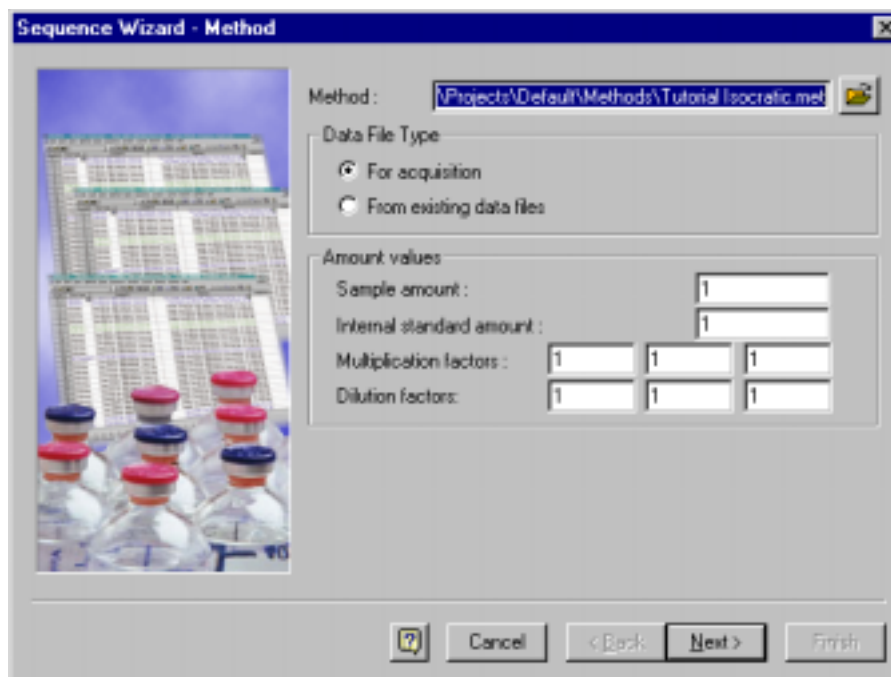 Sequence Wizard - Method
Method : \Projects\Default\Methods\Tutorial Isocratic.met
Data File Type
For acquisition
From existing data files
Amount values
Sample amount : 1
Internal standard amount : 1
Multiplication factors : 1 1 1
Dilution factors: 1 1 1
Cancel < Back Next > Finish